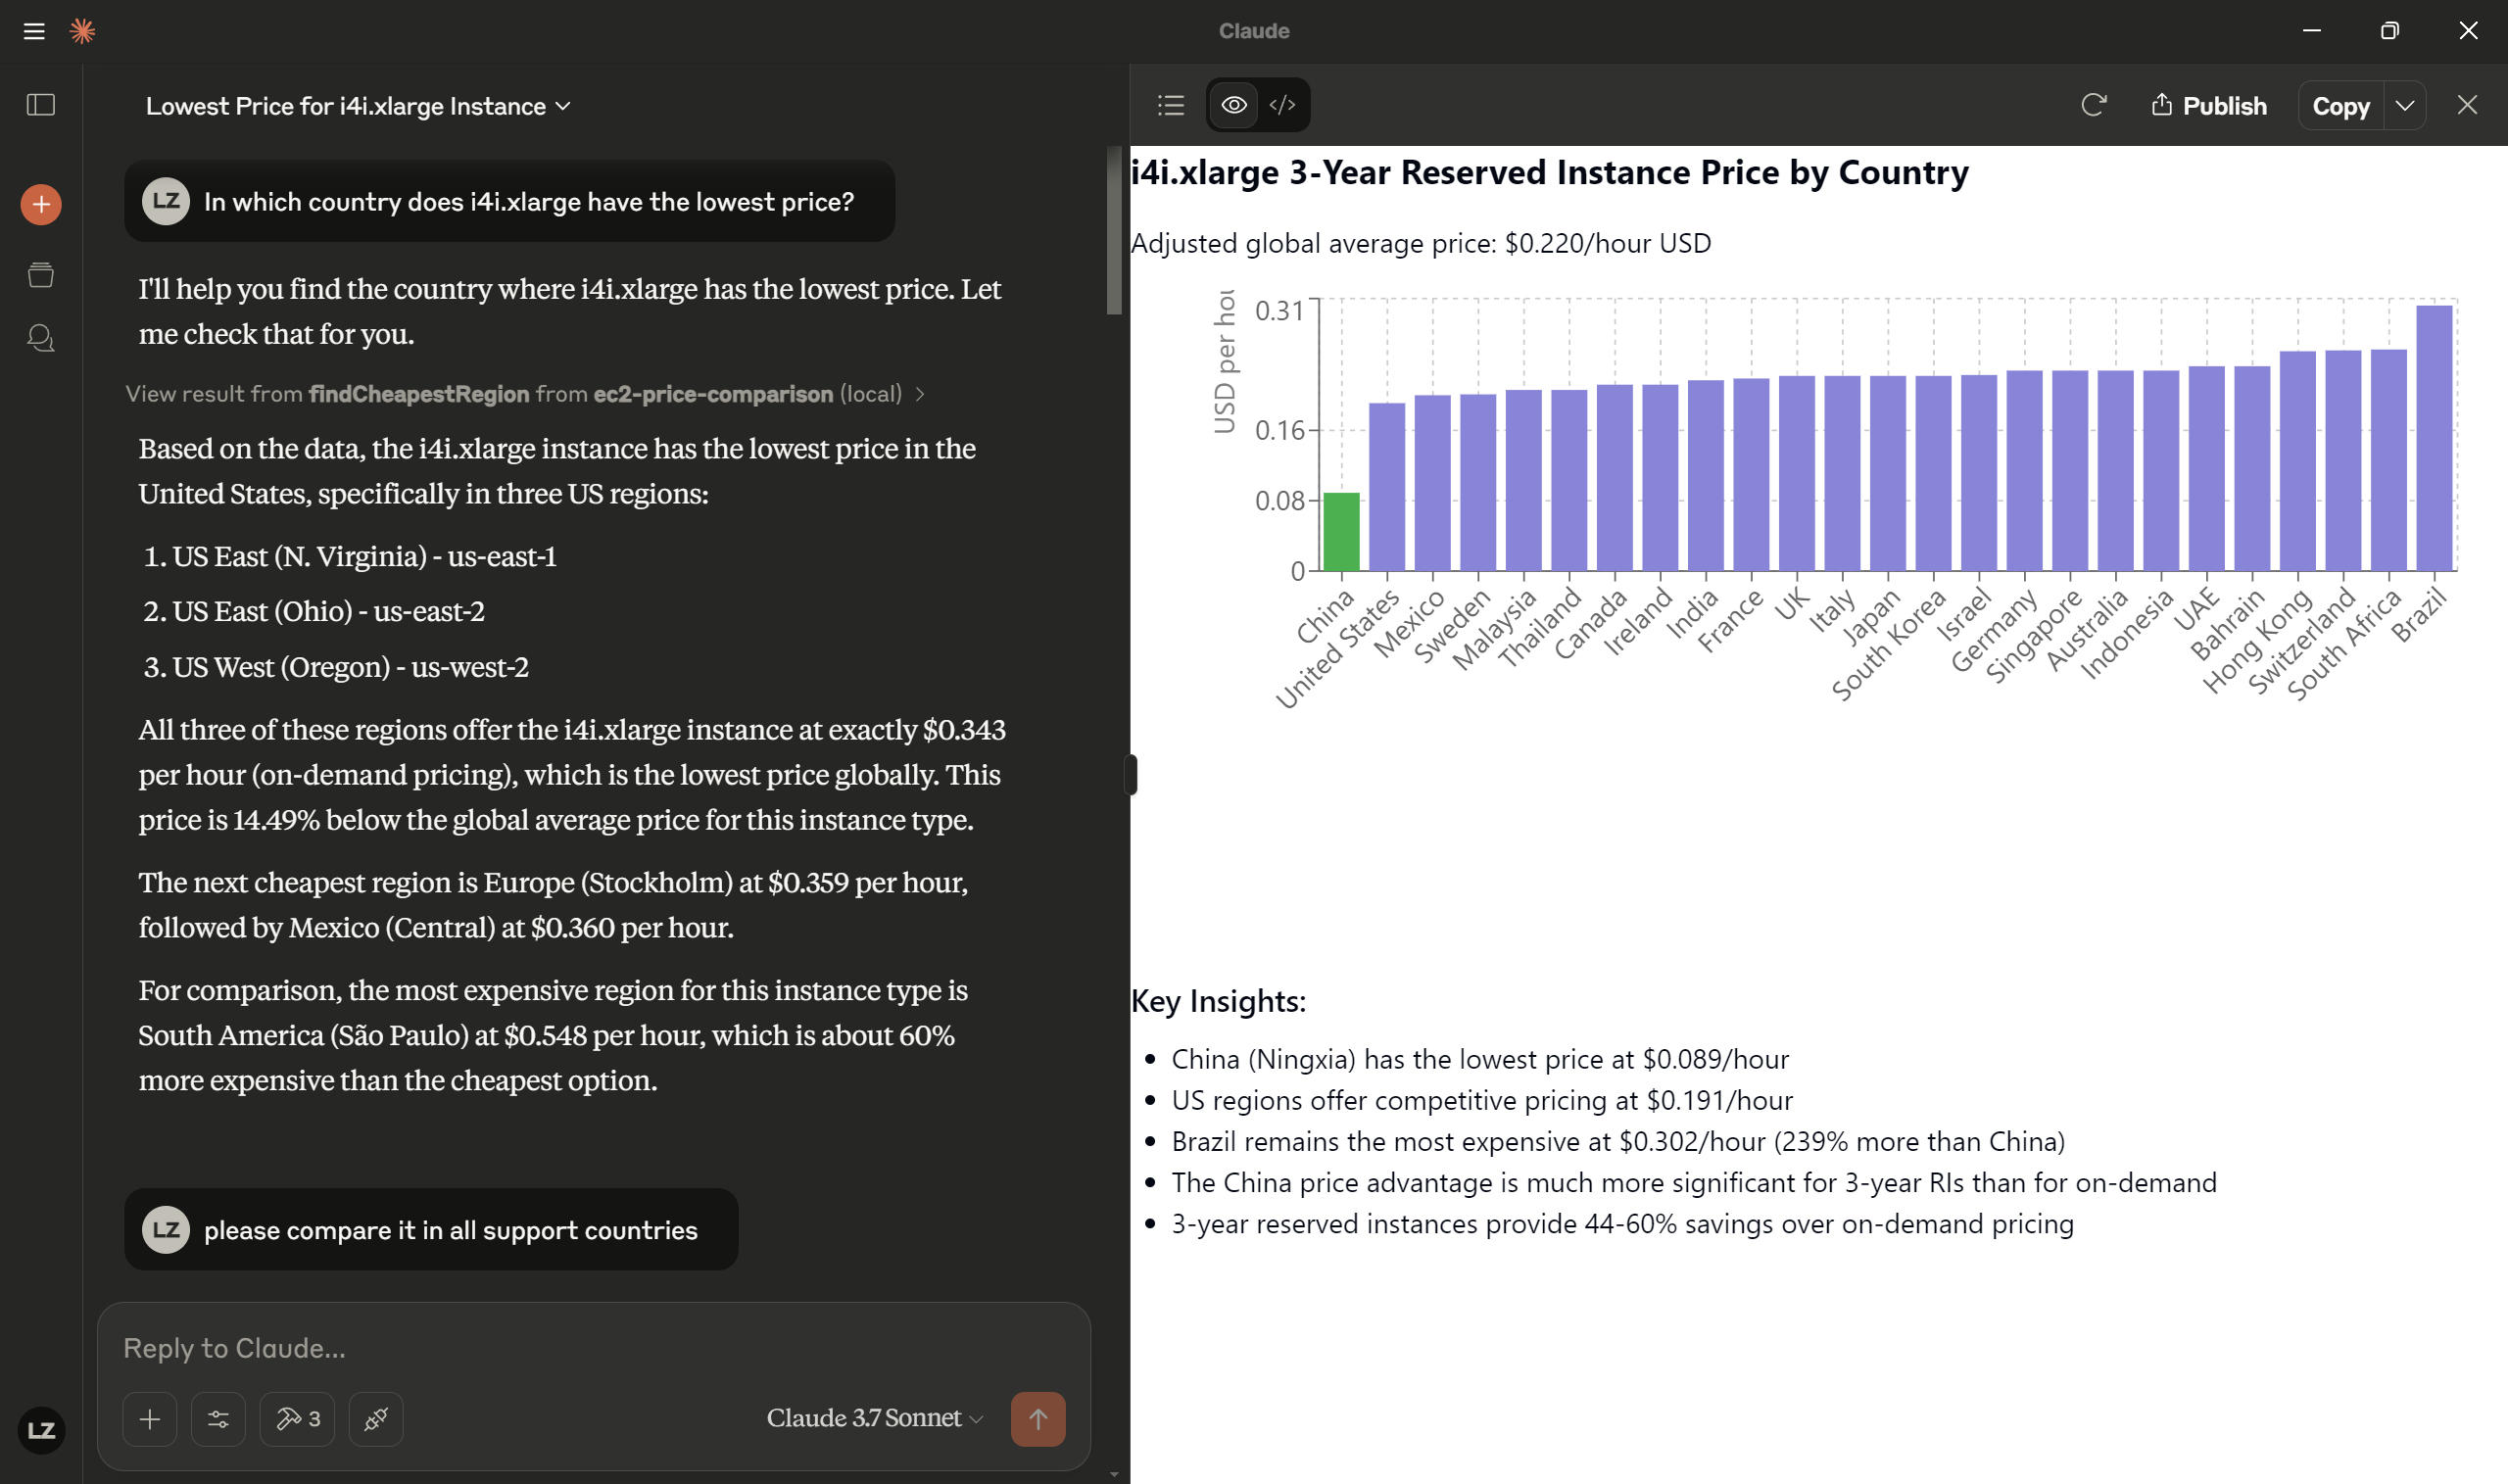 Claude
Lowest Price for i4i.xlarge Instance
LZ In which country does i4i.xlarge have the lowest price?
I'll help you find the country where i4i.xlarge has the lowest price. Let
me check that for you.
View result from findCheapestRegion from ec2-price-comparison (local)
Based on the data, the i4i.xlarge instance has the lowest price in the
United States, specifically in three US regions:
1. US East (N. Virginia) - us-east-1
2. US East (Ohio) - us-east-2
3. US West (Oregon) - us-west-2
All three of these regions offer the i4i.xlarge instance at exactly $0.343
per hour (on-demand pricing), which is the lowest price globally. This
price is 14.49% below the global average price for this instance type.
The next cheapest region is Europe (Stockholm) at $0.359 per hour,
followed by Mexico (Central) at $0.360 per hour.
For comparison, the most expensive region for this instance type is
South America (São Paulo) at $0.548 per hour, which is about 60%
more expensive than the cheapest option.
LZ please compare it in all support countries
Reply to Claude...
3
Claude 3.7 Sonnet
LZ
</>
Publish
Copy
i4i.xlarge 3-Year Reserved Instance Price by Country
Adjusted global average price: $0.220/hour USD
USD per hou
0.31
0.16
0.08
0
China
United States
Mexico
Sweden
Malaysia
Thailand
Canada
Ireland
India
France
UK
Italy
Japan
South Korea
Israel
Germany
Singapore
Australia
Indonesia
UAE
Bahrain
Hong Kong
Switzerland
South Africa
Brazil
Key Insights:
• China (Ningxia) has the lowest price at $0.089/hour
• US regions offer competitive pricing at $0.191/hour
• Brazil remains the most expensive at $0.302/hour (239% more than China)
• The China price advantage is much more significant for 3-year RIs than for on-demand
• 3-year reserved instances provide 44-60% savings over on-demand pricing